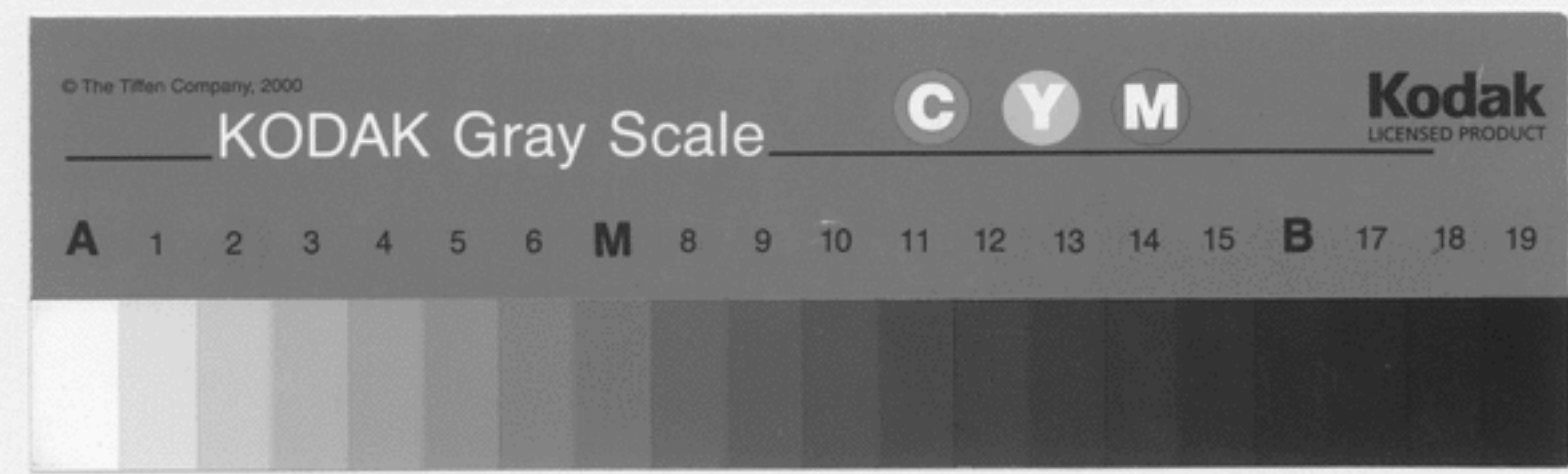 © The Tiffen Company, 2000
KODAK Gray Scale
C Y M
Kodak
LICENSED PRODUCT
A 1 2 3 4 5 6 M 8 9 10 11 12 13 14 15 B 17 18 19